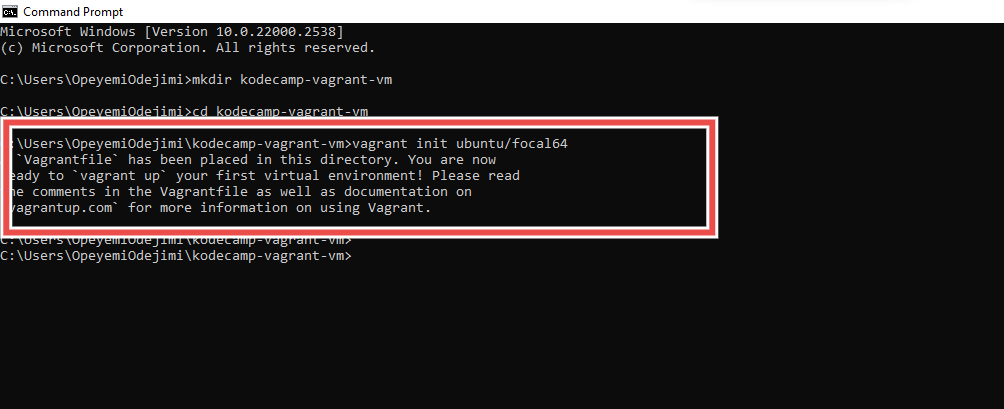 Command Prompt
Microsoft Windows [Version 10.0.22000.2538]
(c) Microsoft Corporation. All rights reserved.
C:\Users\OpeyemiOdejimi>mkdir kodecamp-vagrant-vm
C:\Users\OpeyemiOdejimi>cd kodecamp-vagrant-vm
:\Users\OpeyemiOdejimi\kodecamp-vagrant-vm>vagrant init ubuntu/focal64
`Vagrantfile` has been placed in this directory. You are now
eady to `vagrant up` your first virtual environment! Please read
he comments in the Vagrantfile as well as documentation on
vagrantup.com` for more information on using Vagrant.
C:\Users\OpeyemiOdejimi\kodecamp-vagrant-vm>
C:\Users\OpeyemiOdejimi\kodecamp-vagrant-vm>